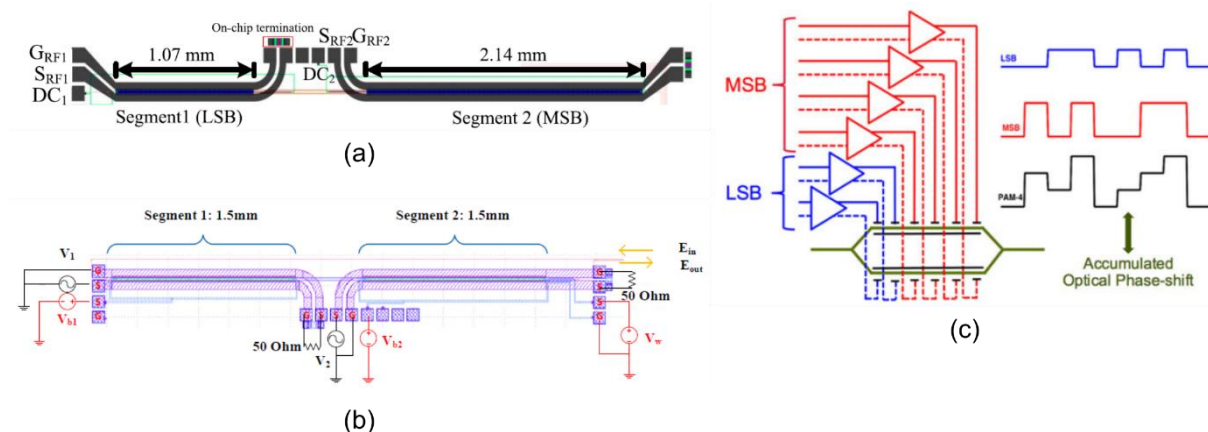 On-chip termination
G_RF1
S_RF1
DC_1
1.07 mm
S_RF2 G_RF2
DC_2
2.14 mm
Segment1 (LSB)
Segment 2 (MSB)
(a)
Segment 1: 1.5mm
Segment 2: 1.5mm
V_1
E_in
E_out
G
S
S
G
V_b1
50 Ohm
G
S
S
G
V_2
V_b2
G
S
S
G
50 Ohm
V_w
(b)
MSB
LSB
LSB
MSB
PAM-4
Accumulated
Optical Phase-shift
(c)